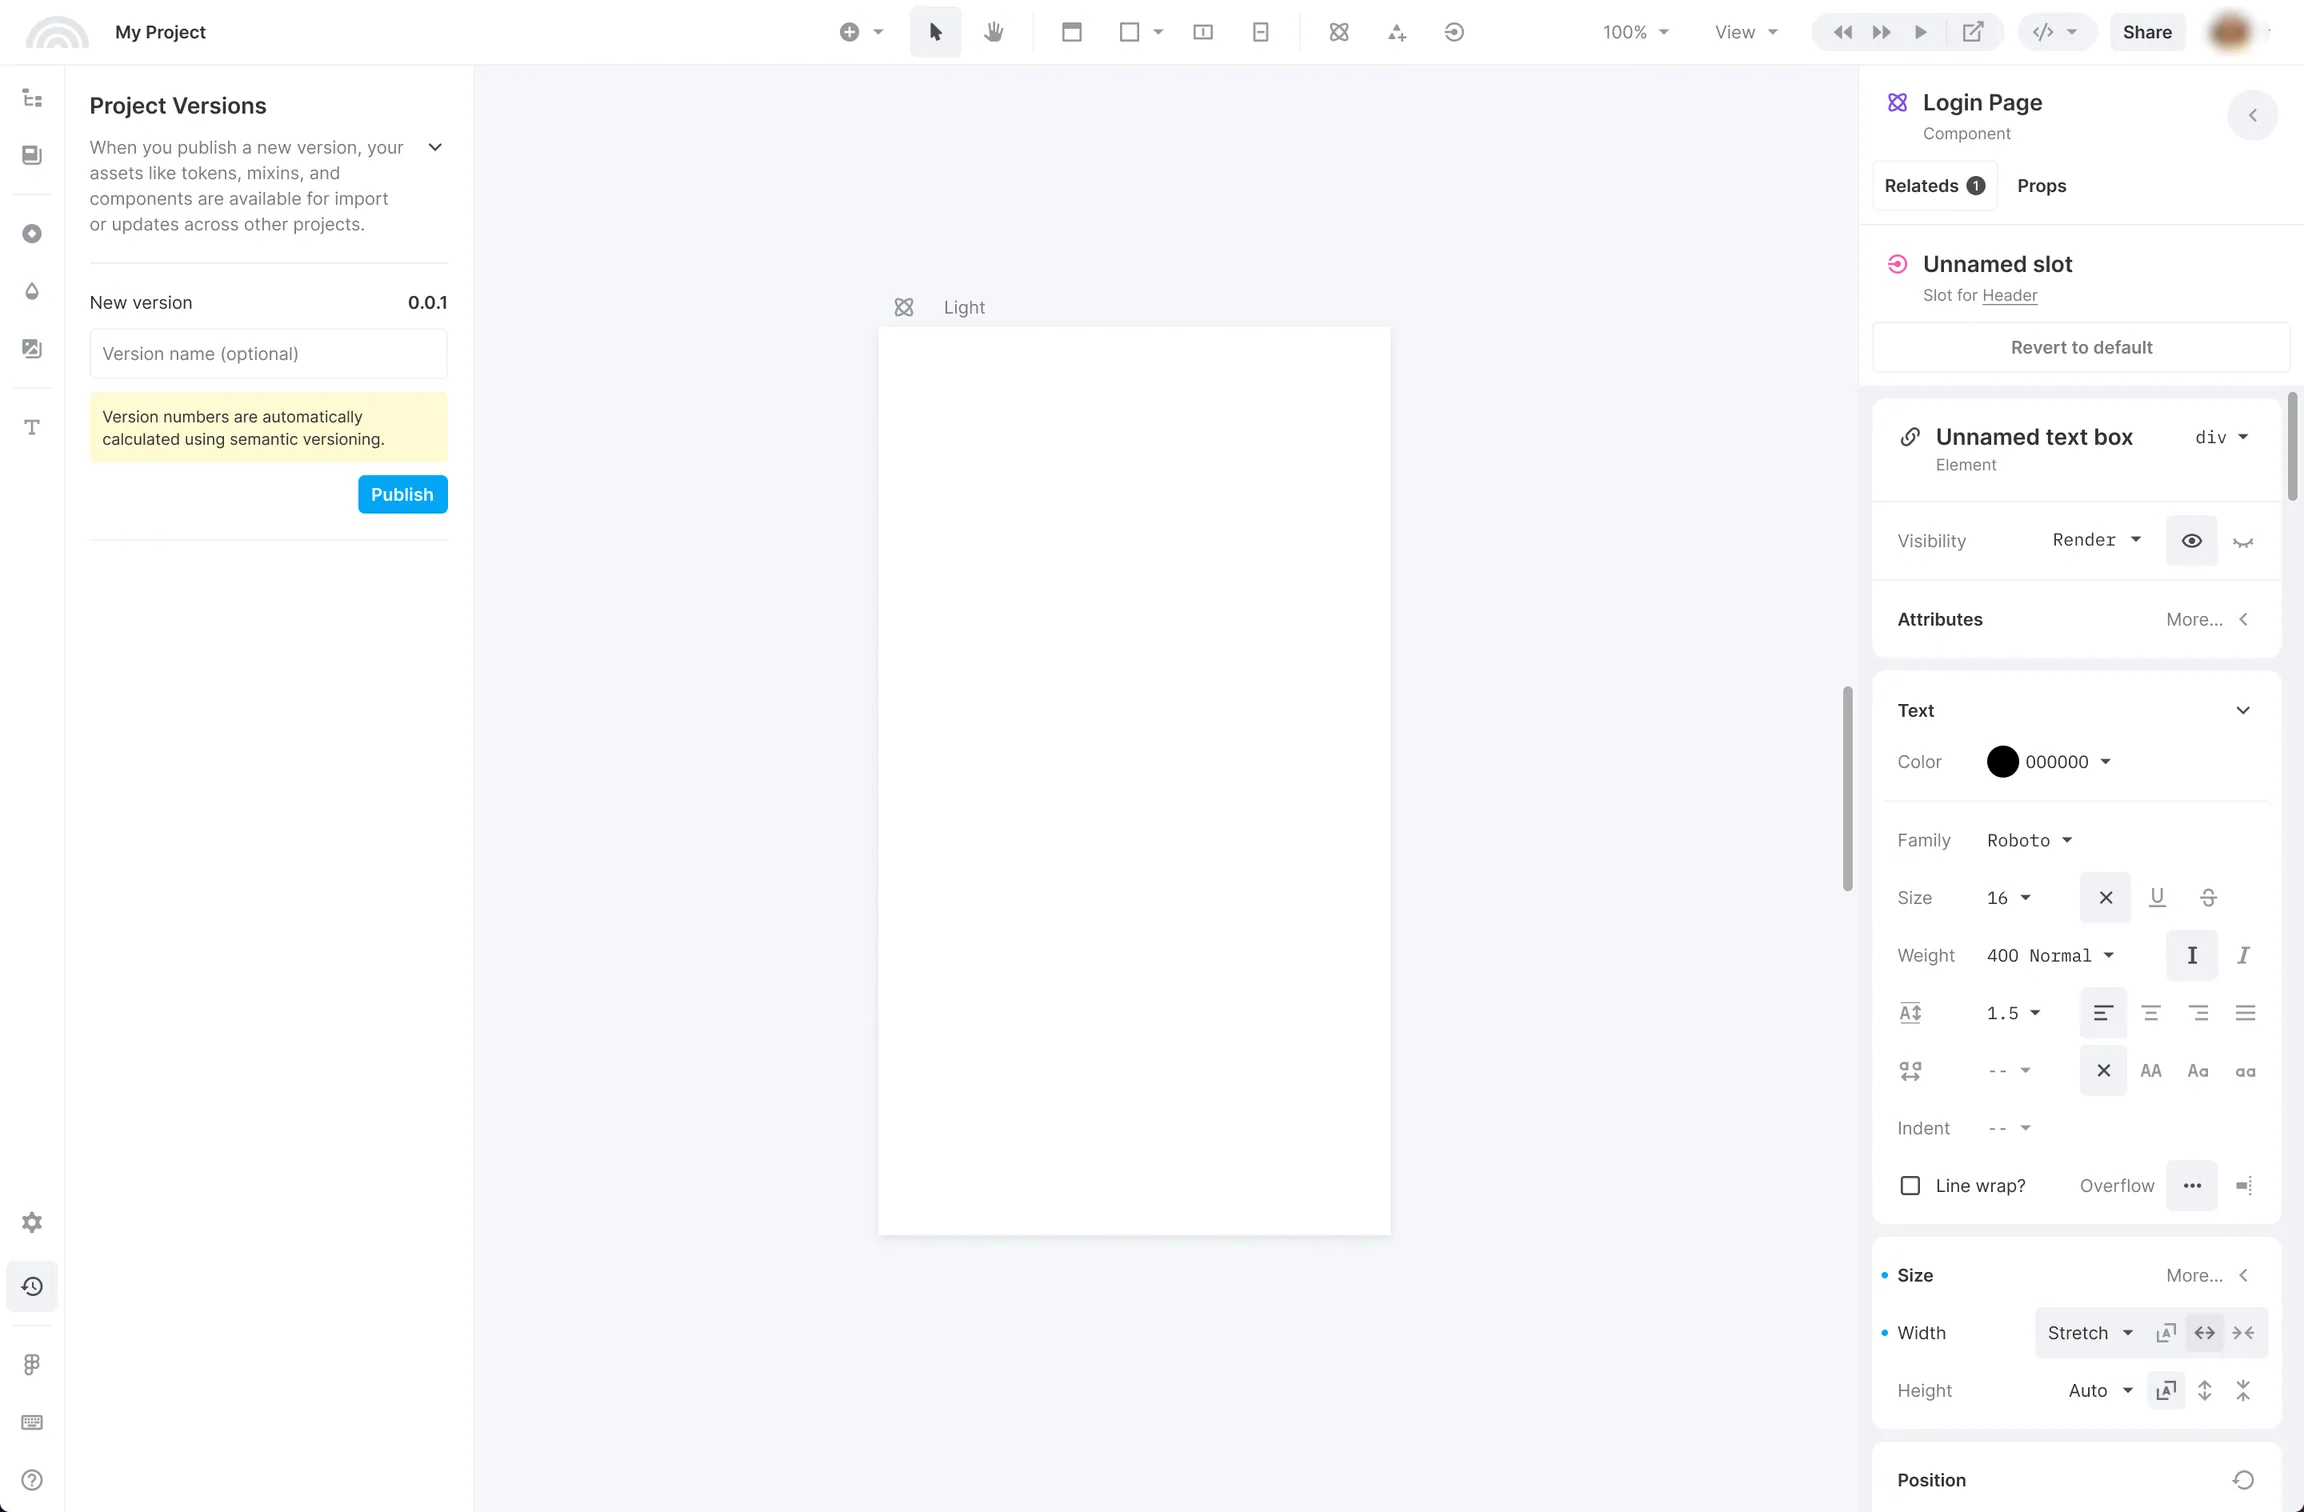 My Project
100%
View
Share
Project Versions
When you publish a new version, your
assets like tokens, mixins, and
components are available for import
or updates across other projects.
New version
0.0.1
Version name (optional)
Version numbers are automatically
calculated using semantic versioning.
Publish
Light
Login Page
Component
Relateds 1
Props
Unnamed slot
Slot for Header
Revert to default
Unnamed text box
div
Element
Visibility
Render
Attributes
More...
Text
Color
000000
Family
Roboto
Size
16
Weight
400 Normal
1.5
--
AA
Aa
aa
Indent
--
Line wrap?
Overflow
Size
More...
Width
Stretch
Height
Auto
Position